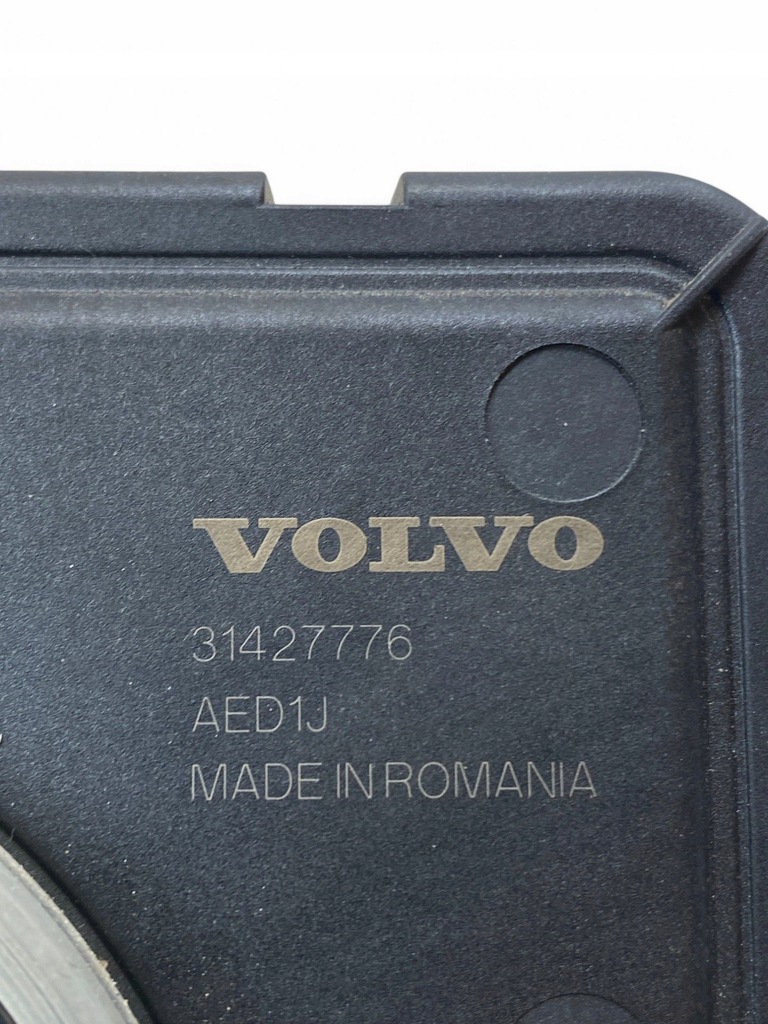 VOLVO
31427776
AED1J
MADE IN ROMANIA